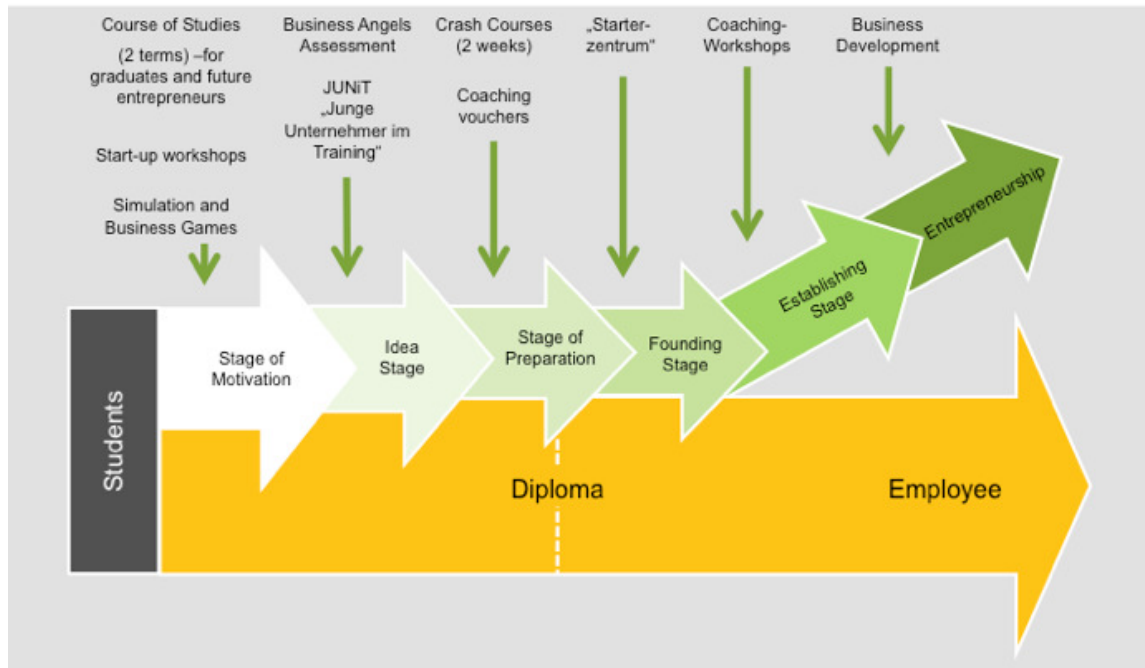 Course of Studies
(2 terms) –for
graduates and future
entrepreneurs
Start-up workshops
Simulation and
Business Games
Business Angels
Assessment
JUNiT
„Junge
Unternehmer im
Training“
Crash Courses
(2 weeks)
Coaching
vouchers
„Starter-
zentrum“
Coaching-
Workshops
Business
Development
Students
Stage of
Motivation
Idea
Stage
Stage of
Preparation
Founding
Stage
Establishing
Stage
Entrepreneurship
Diploma
Employee